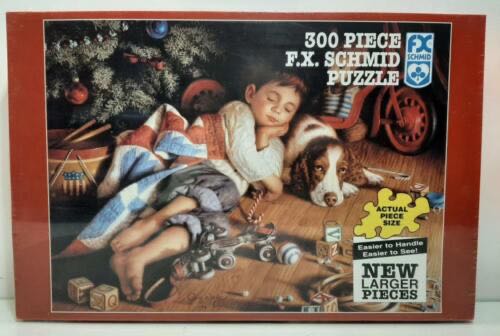 300 PIECE
F.X. SCHMID
PUZZLE
FX
SCHMID
ACTUAL
PIECE
SIZE
Easier to Handle
Easier to See!
NEW
LARGER
PIECES